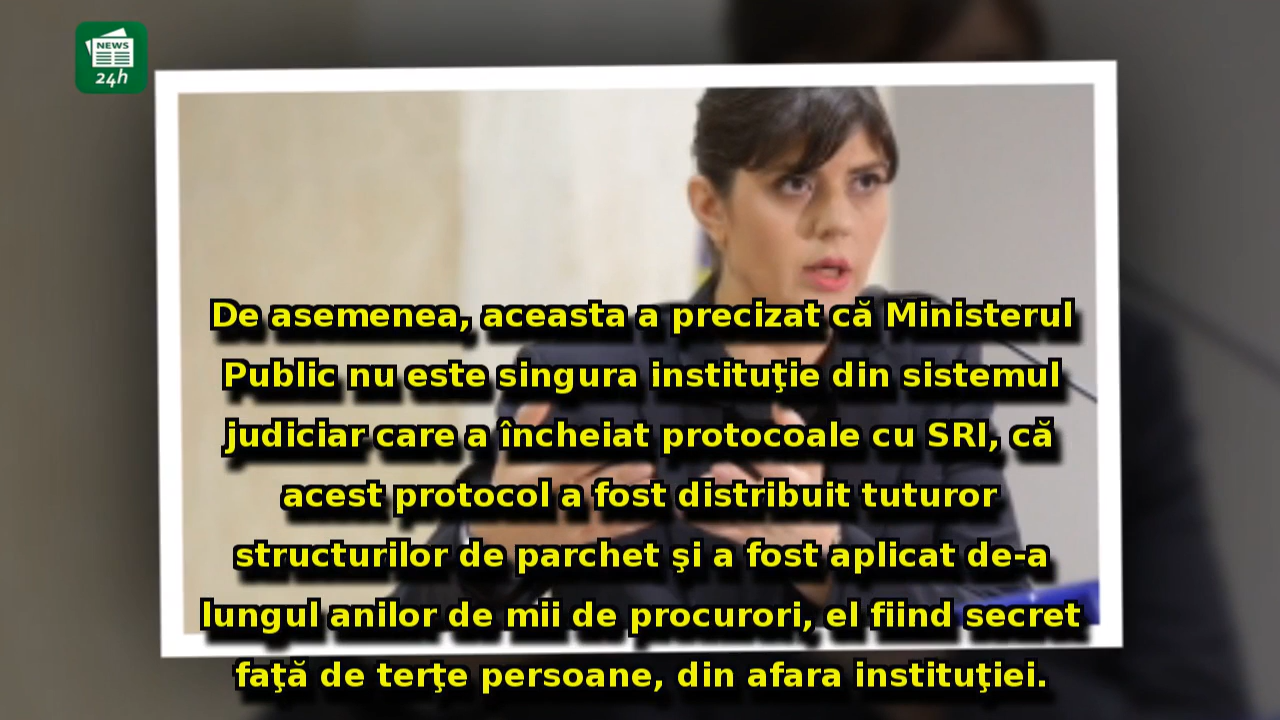 NEWS
24h
De asemenea, aceasta a precizat că Ministerul
Public nu este singura instituţie din sistemul
judiciar care a încheiat protocoale cu SRI, că
acest protocol a fost distribuit tuturor
structurilor de parchet şi a fost aplicat de-a
lungul anilor de mii de procurori, el fiind secret
faţă de terţe persoane, din afara instituţiei.